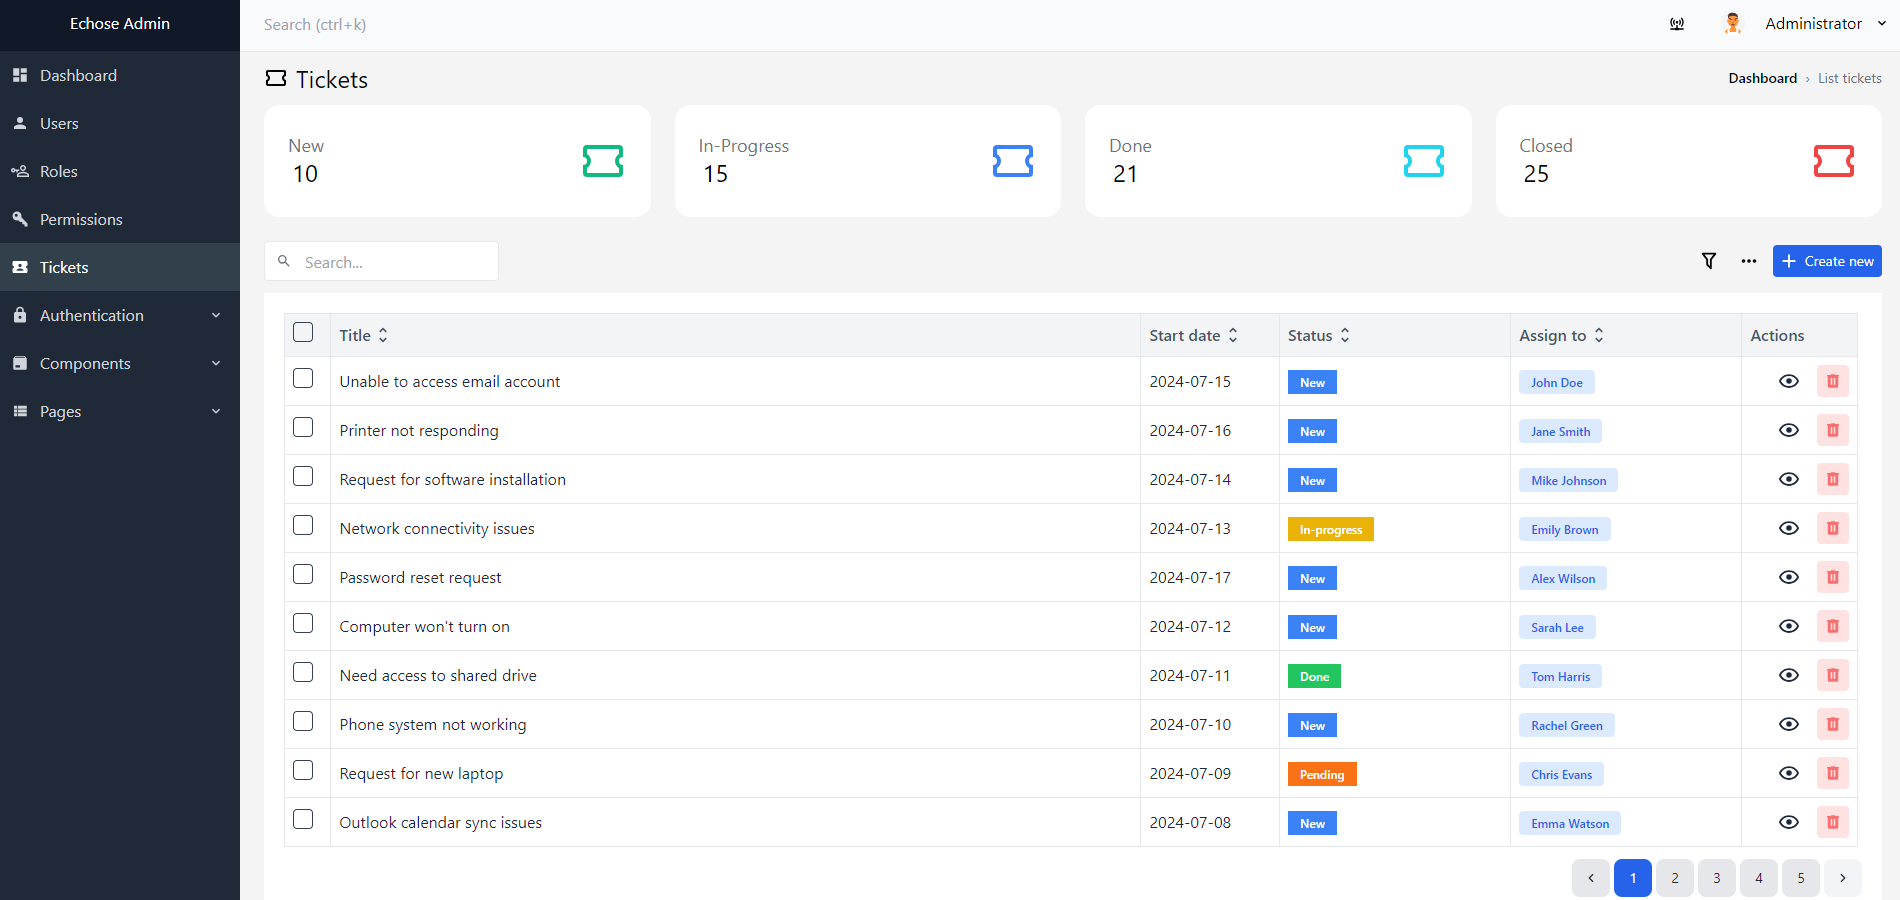 Echose Admin
Search (ctrl+k)
Administrator
Dashboard
Users
Roles
Permissions
Tickets
Authentication
Components
Pages
Tickets
Dashboard › List tickets
New
10
In-Progress
15
Done
21
Closed
25
Search...
Create new
Title Start date Status Assign to Actions
Unable to access email account 2024-07-15 New John Doe
Printer not responding 2024-07-16 New Jane Smith
Request for software installation 2024-07-14 New Mike Johnson
Network connectivity issues 2024-07-13 In-progress Emily Brown
Password reset request 2024-07-17 New Alex Wilson
Computer won't turn on 2024-07-12 New Sarah Lee
Need access to shared drive 2024-07-11 Done Tom Harris
Phone system not working 2024-07-10 New Rachel Green
Request for new laptop 2024-07-09 Pending Chris Evans
Outlook calendar sync issues 2024-07-08 New Emma Watson
‹ 1 2 3 4 5 ›